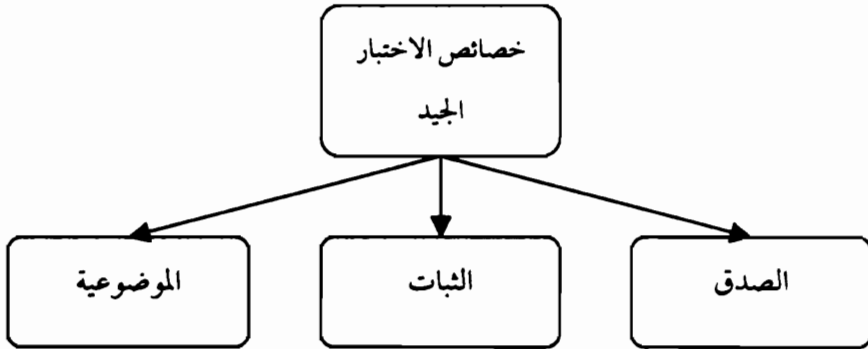 خصائص الاختبار
الجيد
الصدق
الثبات
الموضوعية